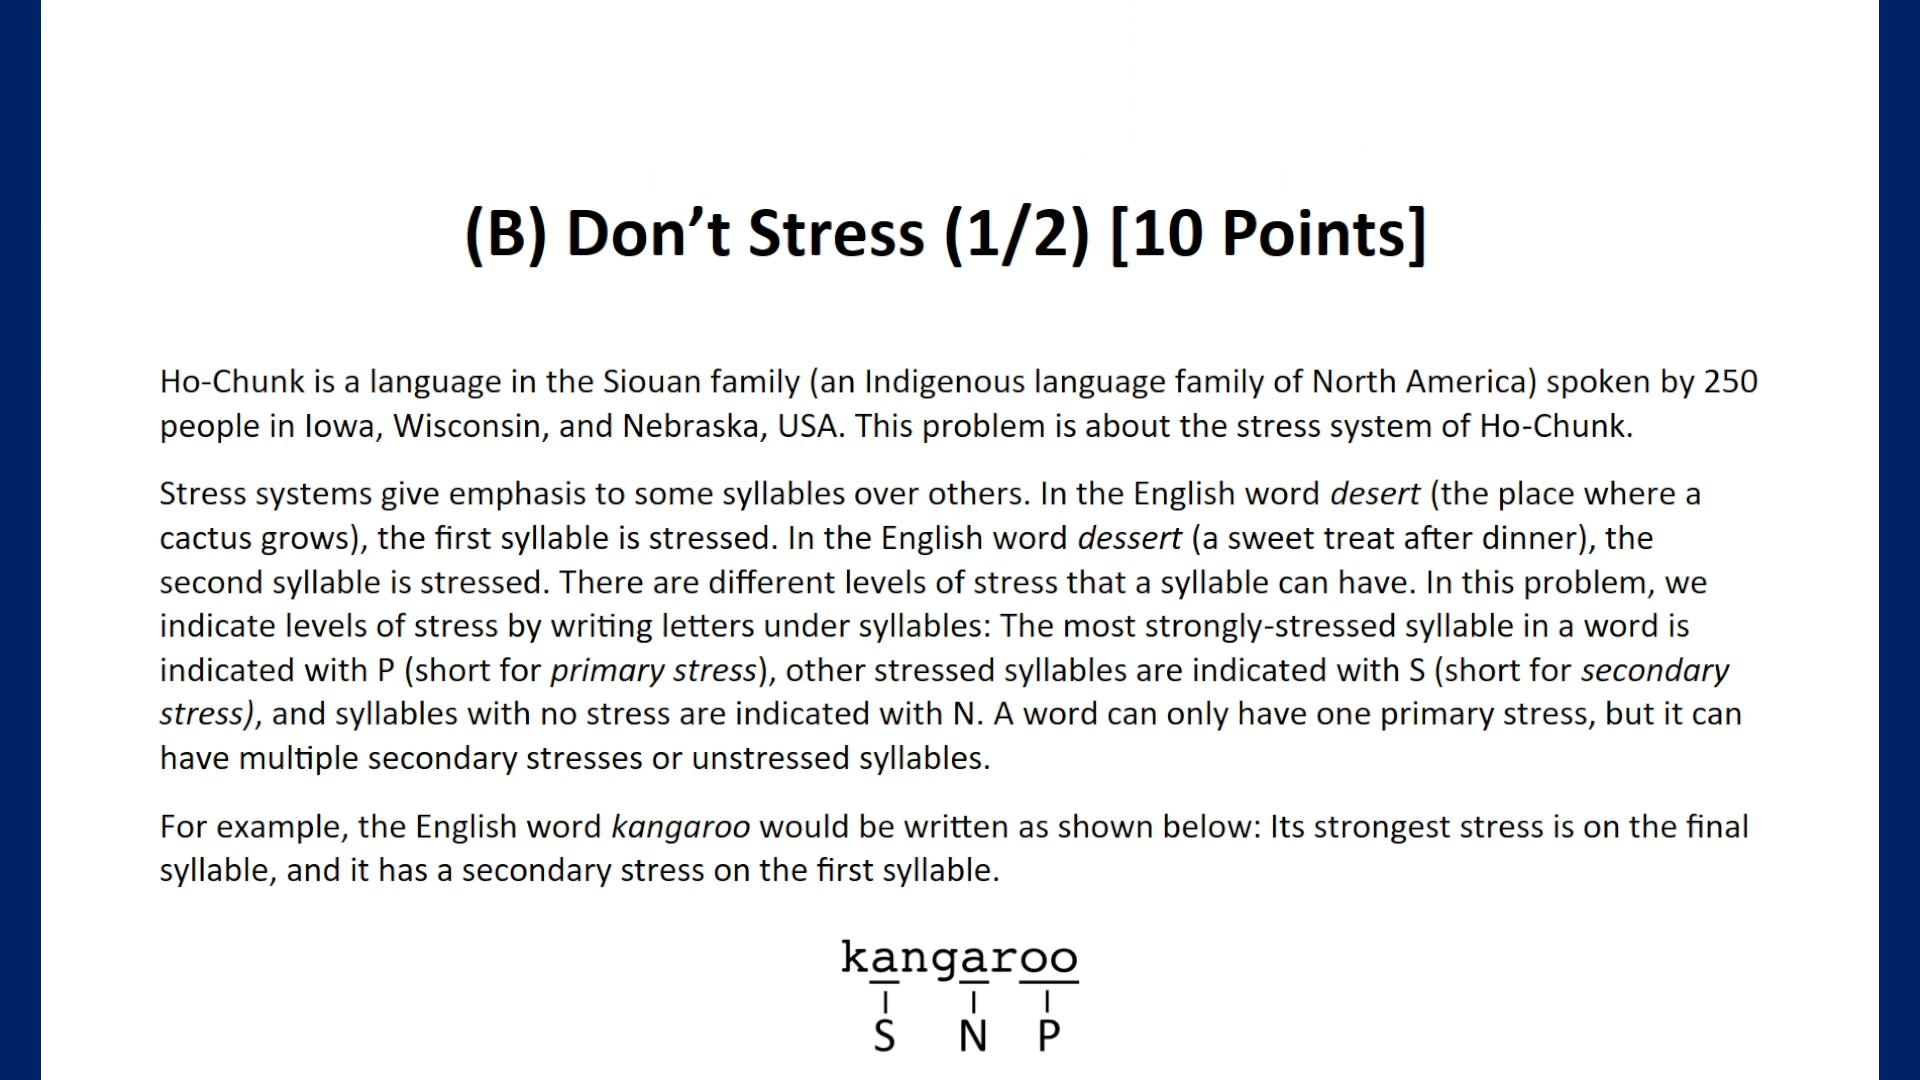 (B) Don’t Stress (1/2) [10 Points]
Ho-Chunk is a language in the Siouan family (an Indigenous language family of North America) spoken by 250
people in Iowa, Wisconsin, and Nebraska, USA. This problem is about the stress system of Ho-Chunk.
Stress systems give emphasis to some syllables over others. In the English word desert (the place where a
cactus grows), the first syllable is stressed. In the English word dessert (a sweet treat after dinner), the
second syllable is stressed. There are different levels of stress that a syllable can have. In this problem, we
indicate levels of stress by writing letters under syllables: The most strongly-stressed syllable in a word is
indicated with P (short for primary stress), other stressed syllables are indicated with S (short for secondary
stress), and syllables with no stress are indicated with N. A word can only have one primary stress, but it can
have multiple secondary stresses or unstressed syllables.
For example, the English word kangaroo would be written as shown below: Its strongest stress is on the final
syllable, and it has a secondary stress on the first syllable.
kangaroo
S N P